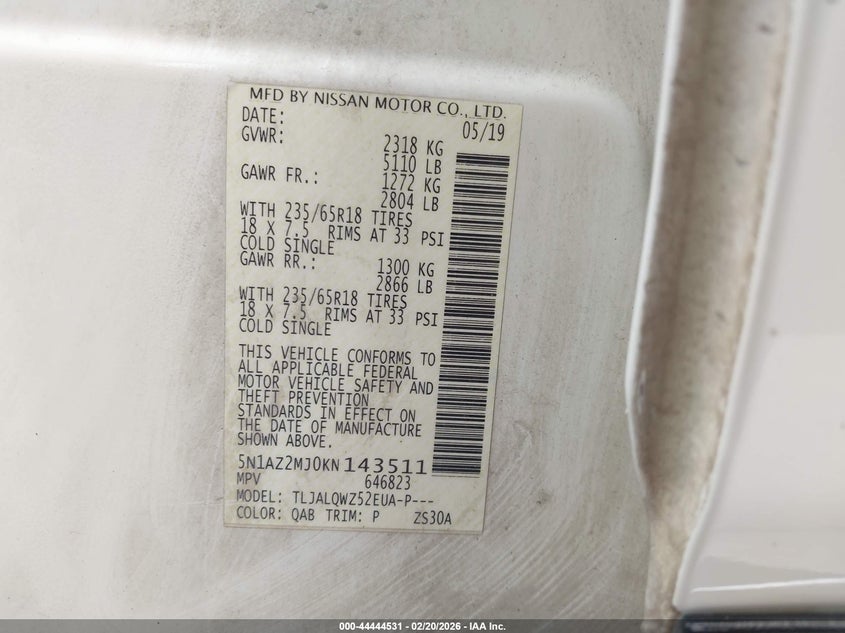 MFD BY NISSAN MOTOR CO., LTD.
DATE: 05/19
GVWR: 2318 KG
5110 LB
GAWR FR.: 1272 KG
2804 LB
WITH 235/65R18 TIRES
18 X 7.5 RIMS AT 33 PSI
COLD SINGLE
GAWR RR.: 1300 KG
2866 LB
WITH 235/65R18 TIRES
18 X 7.5 RIMS AT 33 PSI
COLD SINGLE
THIS VEHICLE CONFORMS TO
ALL APPLICABLE FEDERAL
MOTOR VEHICLE SAFETY AND
THEFT PREVENTION
STANDARDS IN EFFECT ON
THE DATE OF MANUFACTURE
SHOWN ABOVE.
5N1AZ2MJ0KN143511
MPV 646823
MODEL: TLJALQWZ52EUA-P---
COLOR: QAB TRIM: P ZS30A
000-44444531 - 02/20/2026 - IAA Inc.